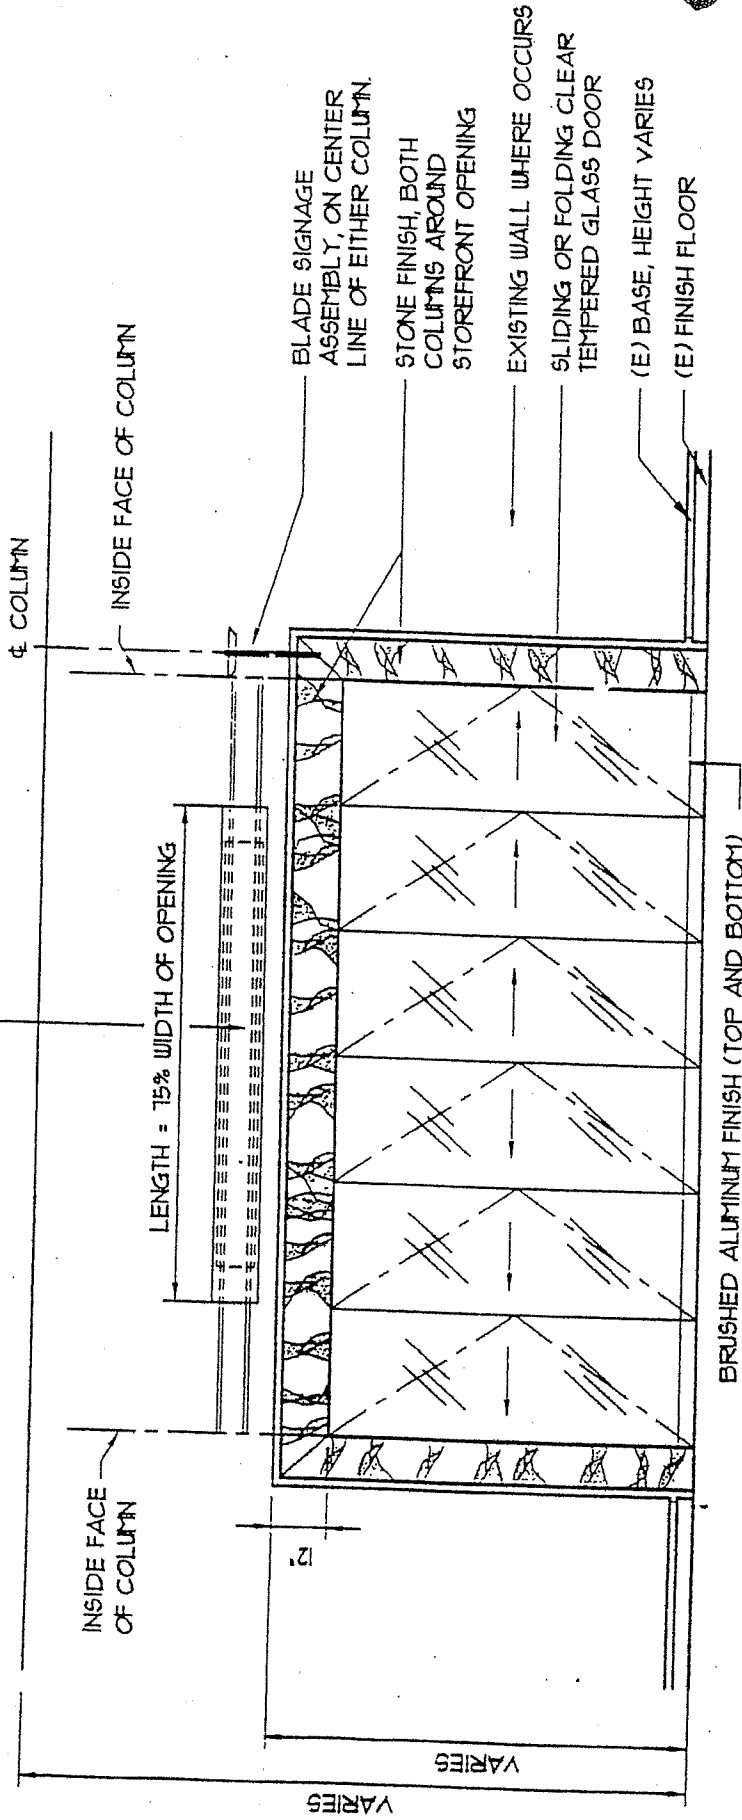 ℄ COLUMN
INSIDE FACE OF COLUMN
INSIDE FACE
OF COLUMN
LENGTH = 75% WIDTH OF OPENING
12"
VARIES
VARIES
BLADE SIGNAGE
ASSEMBLY, ON CENTER
LINE OF EITHER COLUMN.
STONE FINISH, BOTH
COLUMNS AROUND
STOREFRONT OPENING
EXISTING WALL WHERE OCCURS
SLIDING OR FOLDING CLEAR
TEMPERED GLASS DOOR
(E) BASE, HEIGHT VARIES
(E) FINISH FLOOR
BRUSHED ALUMINUM FINISH (TOP AND BOTTOM)